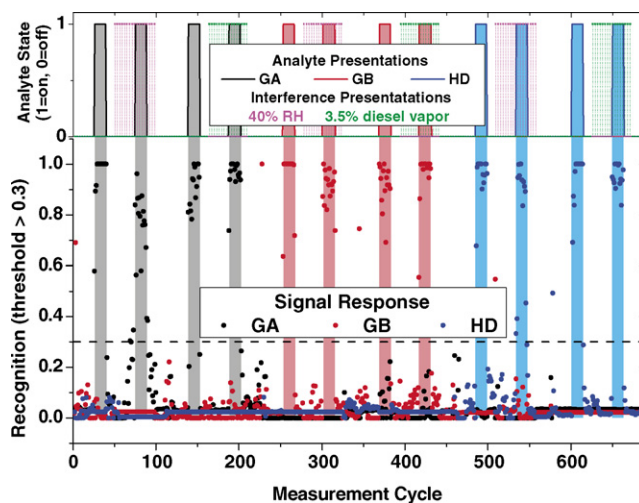 Analyte State
(1=on, 0=off)
1
0
Analyte Presentations
GA GB HD
Interference Presentatations
40% RH 3.5% diesel vapor
Recognition (threshold > 0.3)
1.0
0.8
0.6
0.4
0.2
0.0
Signal Response
GA GB HD
0 100 200 300 400 500 600
Measurement Cycle